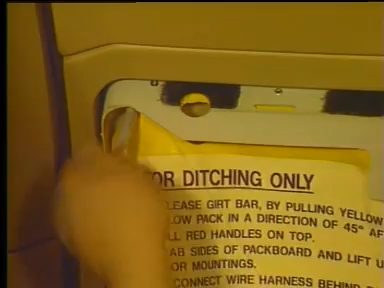 OR DITCHING ONLY
LEASE GIRT BAR, BY PULLING YELLOW
LOW PACK IN A DIRECTION OF 45° AF
LL RED HANDLES ON TOP.
AB SIDES OF PACKBOARD AND LIFT U
OR MOUNTINGS.
CONNECT WIRE HARNESS BEHIND